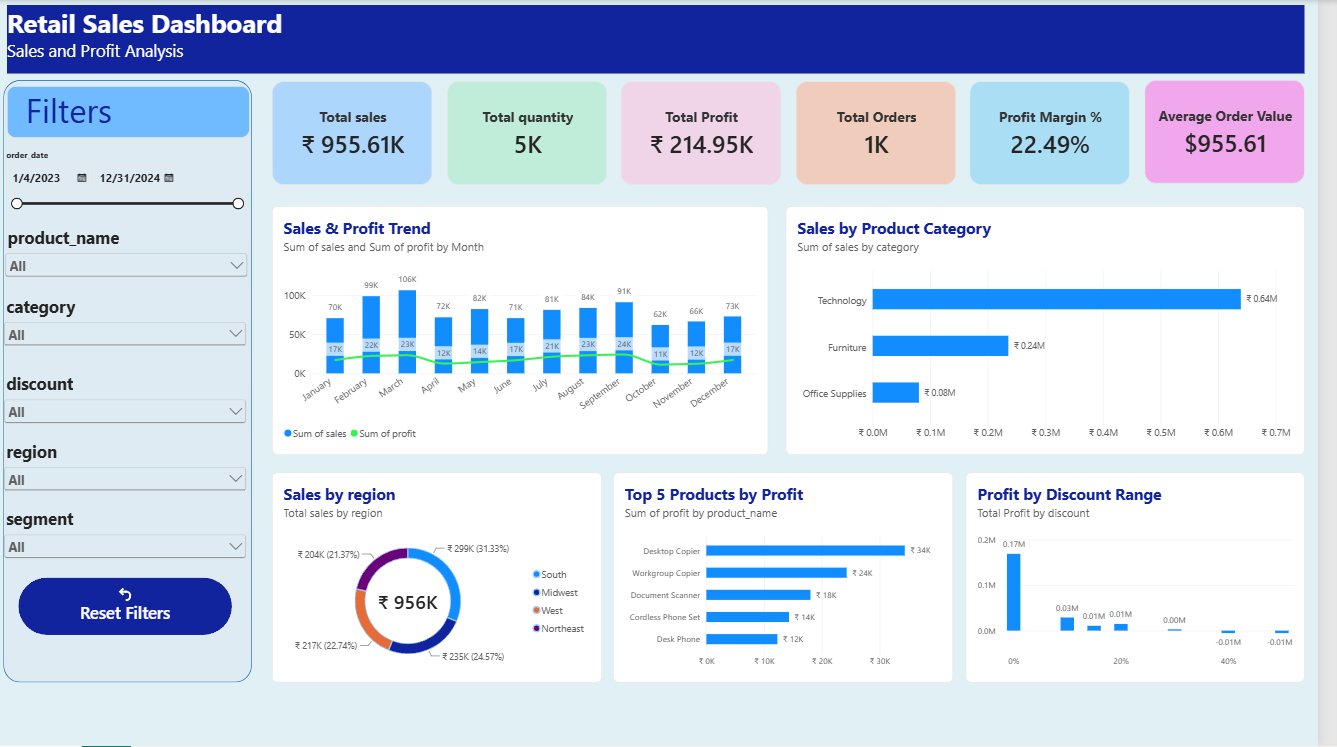 Retail Sales Dashboard
Sales and Profit Analysis
Filters
order_date
1/4/2023 12/31/2024
product_name
All
category
All
discount
All
region
All
segment
All
Reset Filters
Total sales
₹ 955.61K
Total quantity
5K
Total Profit
₹ 214.95K
Total Orders
1K
Profit Margin %
22.49%
Average Order Value
$955.61
Sales & Profit Trend
Sum of sales and Sum of profit by Month
100K
50K
0K
70K 99K 106K 72K 82K 71K 81K 84K 91K 62K 66K 73K
17K 22K 23K 12K 14K 17K 21K 23K 24K 11K 12K 17K
January February March April May June July August September October November December
Sum of sales Sum of profit
Sales by Product Category
Sum of sales by category
Technology ₹ 0.64M
Furniture ₹ 0.24M
Office Supplies ₹ 0.08M
₹ 0.0M ₹ 0.1M ₹ 0.2M ₹ 0.3M ₹ 0.4M ₹ 0.5M ₹ 0.6M ₹ 0.7M
Sales by region
Total sales by region
₹ 204K (21.37%) ₹ 299K (31.33%)
₹ 956K
₹ 217K (22.74%) ₹ 235K (24.57%)
South
Midwest
West
Northeast
Top 5 Products by Profit
Sum of profit by product_name
Desktop Copier ₹ 34K
Workgroup Copier ₹ 24K
Document Scanner ₹ 18K
Cordless Phone Set ₹ 14K
Desk Phone ₹ 12K
₹ 0K ₹ 10K ₹ 20K ₹ 30K
Profit by Discount Range
Total Profit by discount
0.2M
0.1M
0.0M
0.17M 0.03M 0.01M 0.01M 0.00M -0.01M -0.01M
0% 20% 40%